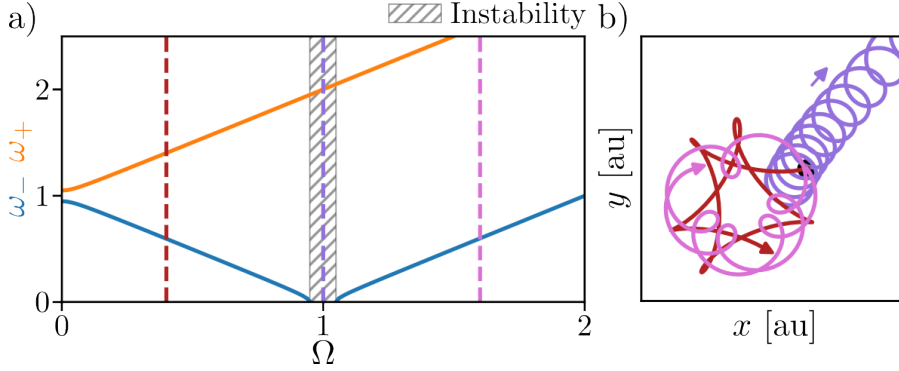 a)
Instability
b)
ω₋ ω₊
2
1
0
0
1
2
Ω
y [au]
x [au]